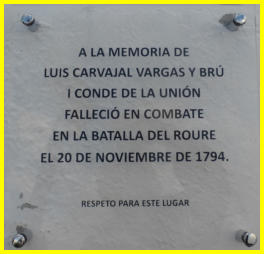 A LA MEMORIA DE
LUIS CARVAJAL VARGAS Y BRÚ
I CONDE DE LA UNIÓN
FALLECIÓ EN COMBATE
EN LA BATALLA DEL ROURE
EL 20 DE NOVIEMBRE DE 1794.
RESPETO PARA ESTE LUGAR